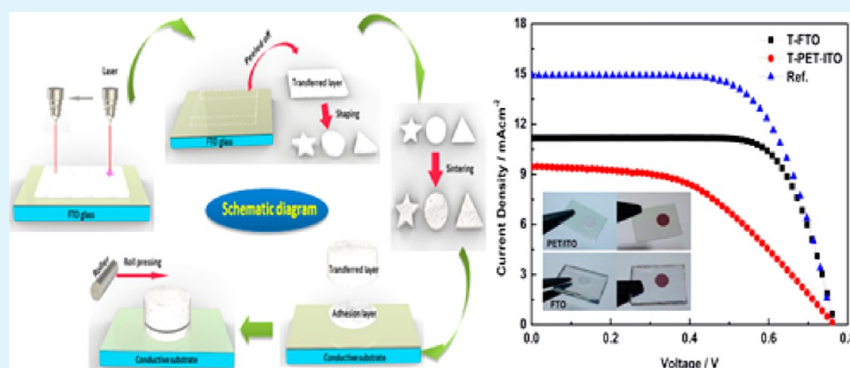 Laser
FTO glass
Peeled off
Transferred layer
Shaping
FTO glass
Sintering
Schematic diagram
Roller
Roll pressing
Conductive substrate
Transferred layer
Adhesion layer
Conductive substrate
Current Density / mAcm-2
18
15
12
9
6
3
0
T-FTO
T-PET-ITO
Ref.
PET/ITO
FTO
0.0
0.2
0.4
0.6
0.8
Voltage / V